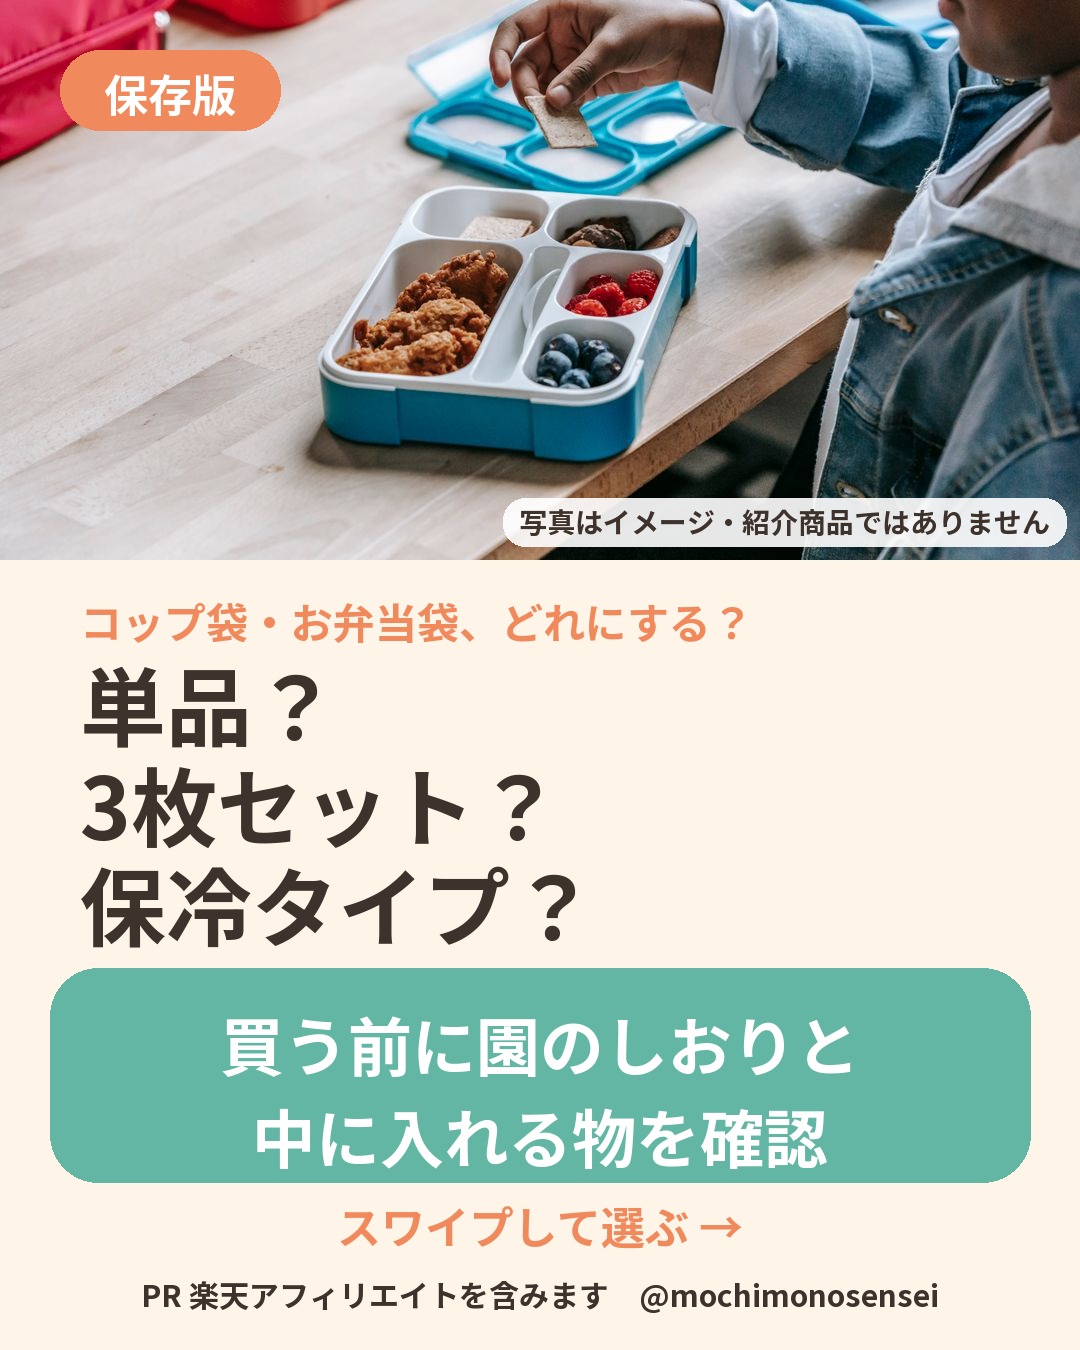 保存版
写真はイメージ・紹介商品ではありません
コップ袋・お弁当袋、どれにする？
単品？
3枚セット？
保冷タイプ？
買う前に園のしおりと
中に入れる物を確認
スワイプして選ぶ →
PR 楽天アフィリエイトを含みます　@mochimonosensei